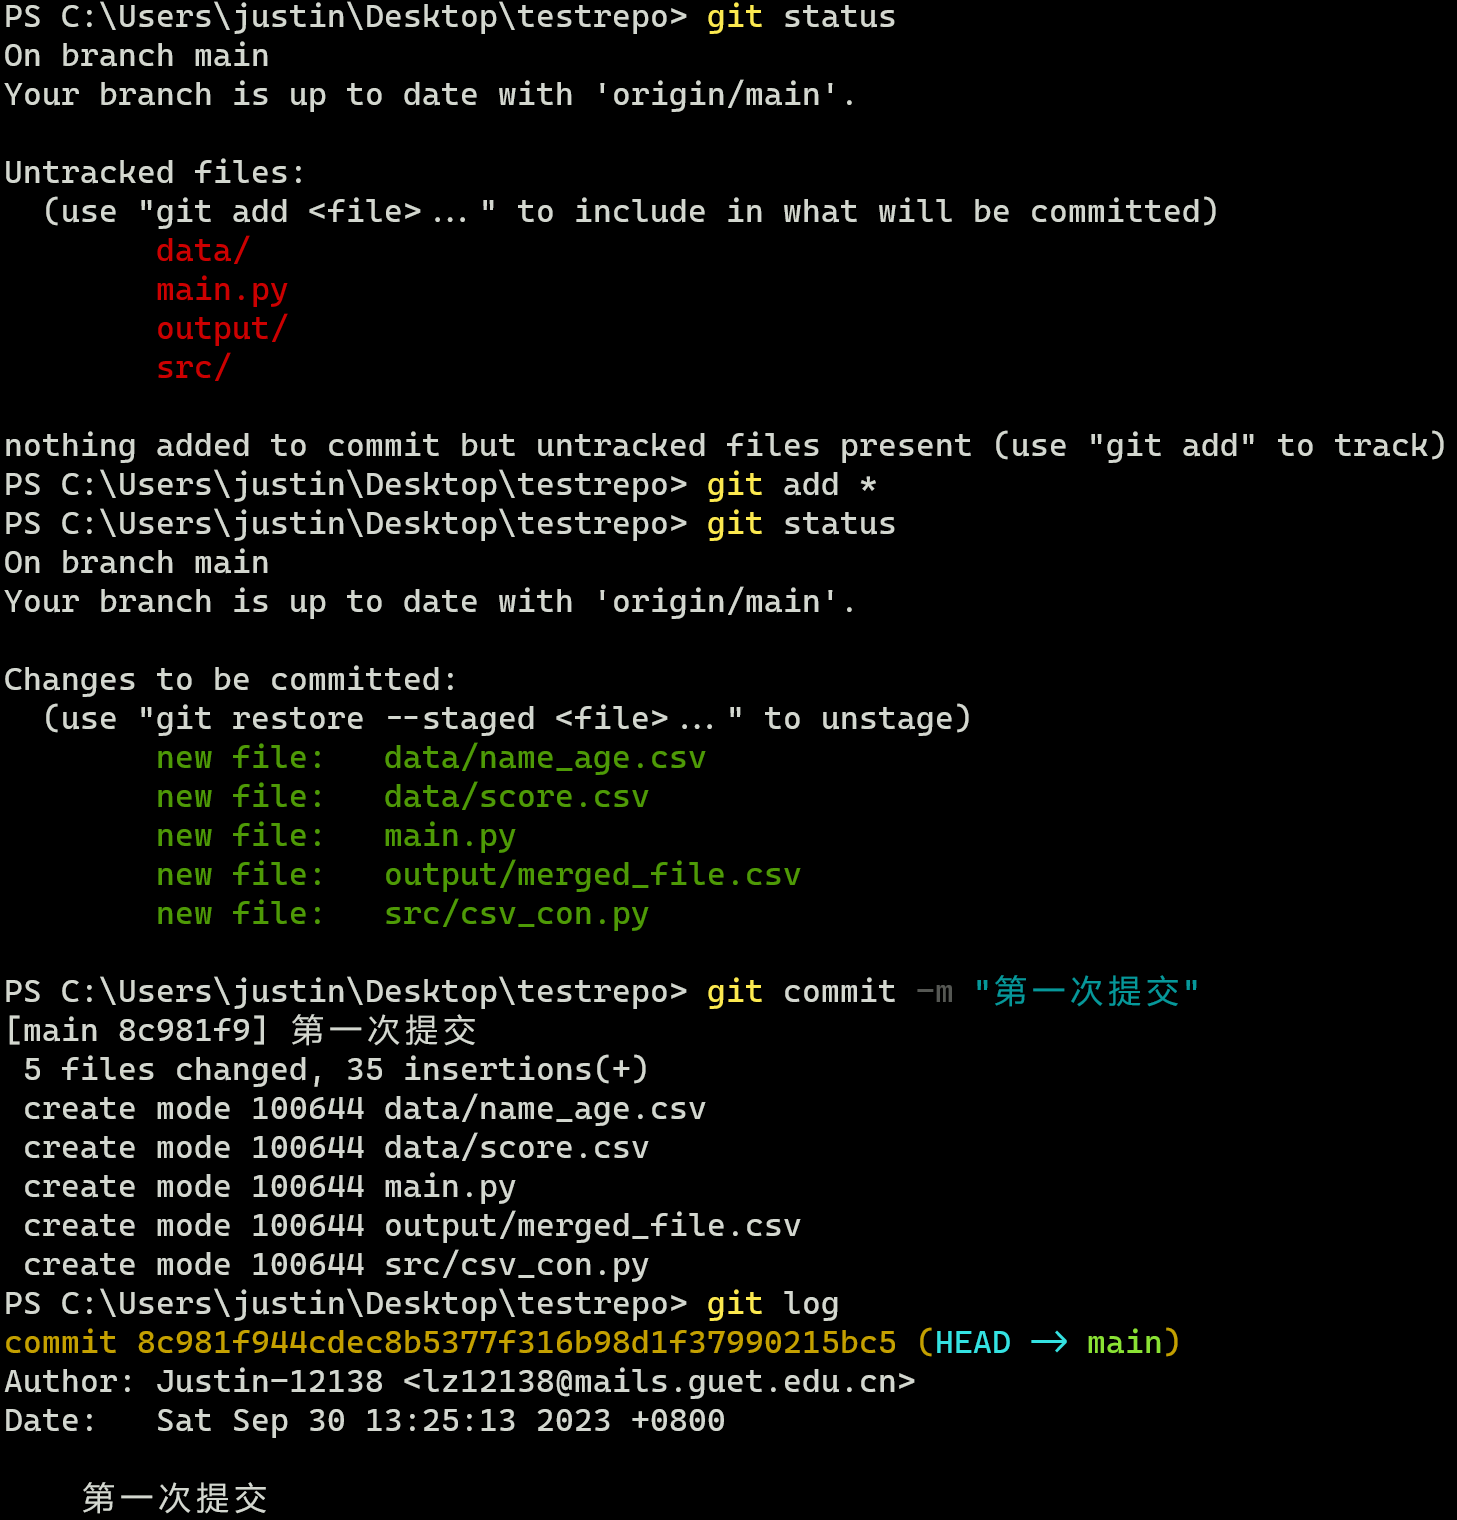 PS C:\Users\justin\Desktop\testrepo> git status
On branch main
Your branch is up to date with 'origin/main'.
Untracked files:
  (use "git add <file>..." to include in what will be committed)
        data/
        main.py
        output/
        src/
nothing added to commit but untracked files present (use "git add" to track)
PS C:\Users\justin\Desktop\testrepo> git add *
PS C:\Users\justin\Desktop\testrepo> git status
On branch main
Your branch is up to date with 'origin/main'.
Changes to be committed:
  (use "git restore --staged <file>..." to unstage)
        new file:   data/name_age.csv
        new file:   data/score.csv
        new file:   main.py
        new file:   output/merged_file.csv
        new file:   src/csv_con.py
PS C:\Users\justin\Desktop\testrepo> git commit -m "第一次提交"
[main 8c981f9] 第一次提交
 5 files changed, 35 insertions(+)
 create mode 100644 data/name_age.csv
 create mode 100644 data/score.csv
 create mode 100644 main.py
 create mode 100644 output/merged_file.csv
 create mode 100644 src/csv_con.py
PS C:\Users\justin\Desktop\testrepo> git log
commit 8c981f944cdec8b5377f316b98d1f37990215bc5 (HEAD -> main)
Author: Justin-12138 <lz12138@mails.guet.edu.cn>
Date:   Sat Sep 30 13:25:13 2023 +0800
    第一次提交